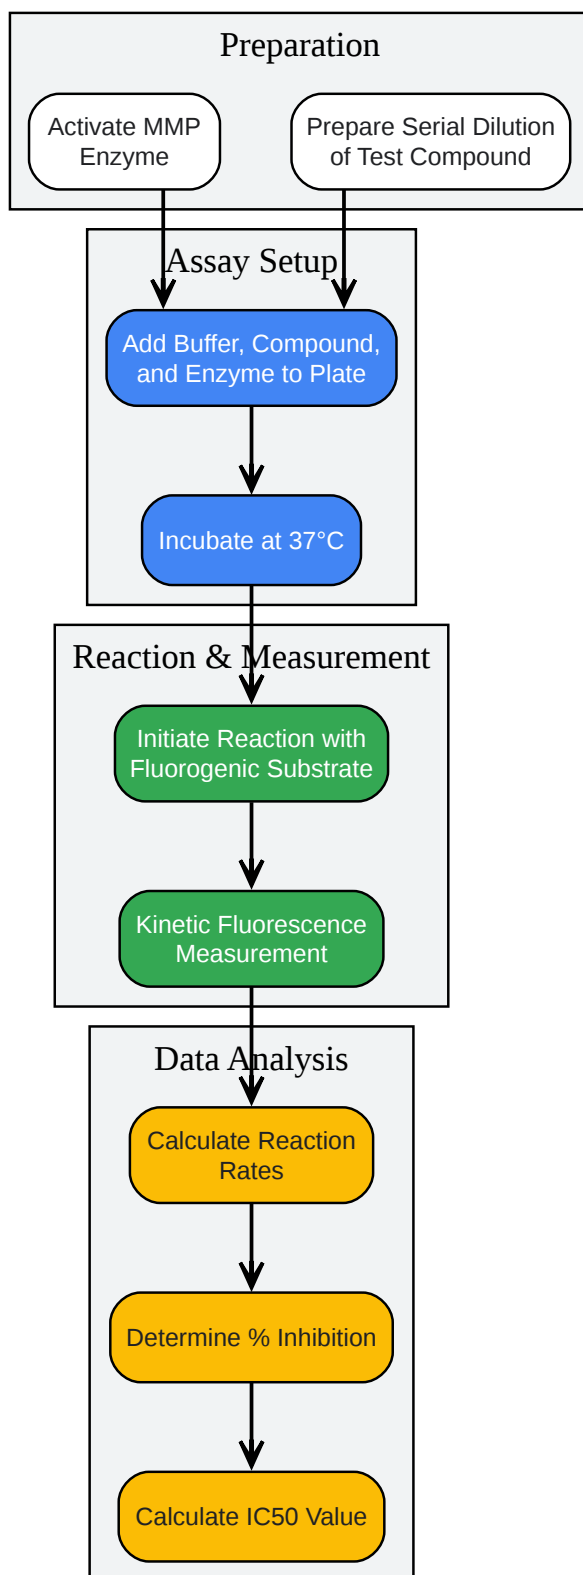 Preparation
Activate MMP
Enzyme
Prepare Serial Dilution
of Test Compound
Assay Setup
Add Buffer, Compound,
and Enzyme to Plate
Incubate at 37°C
Reaction & Measurement
Initiate Reaction with
Fluorogenic Substrate
Kinetic Fluorescence
Measurement
Data Analysis
Calculate Reaction
Rates
Determine % Inhibition
Calculate IC50 Value